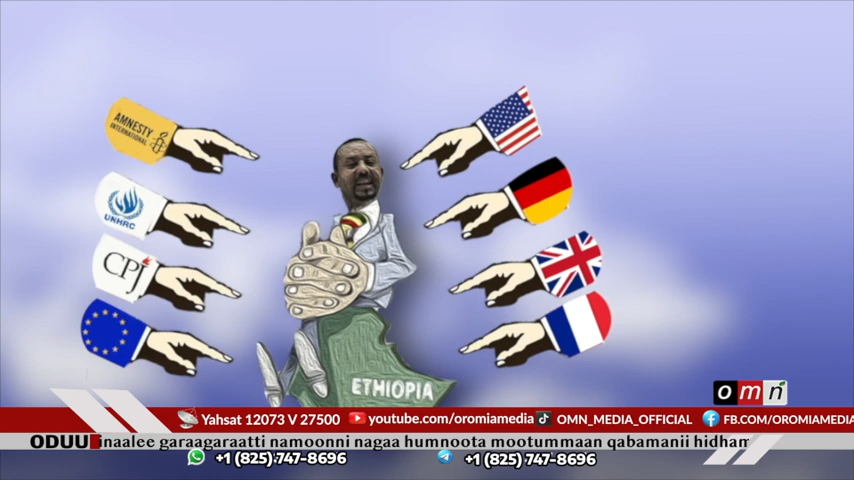 AMNESTY
INTERNATIONAL
UNHRC
CPJ
ETHIOPIA
omn
Yahsat 12073 V 27500 youtube.com/oromiamedia OMN_MEDIA_OFFICIAL FB.COM/OROMIAMEDIA
ODUU inaalee garaagaraatti namoonni nagaa humnoota mootummaan qabamanii hidham
+1 (825) 747-8696 +1 (825) 747-8696